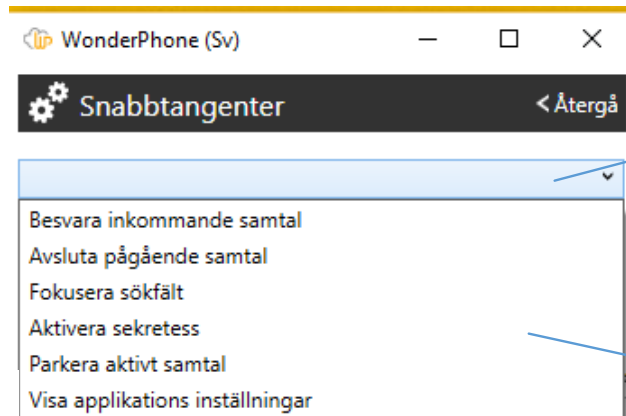 WonderPhone (Sv)
Snabbtangenter < Återgå
Besvara inkommande samtal
Avsluta pågående samtal
Fokusera sökfält
Aktivera sekretess
Parkera aktivt samtal
Visa applikations inställningar